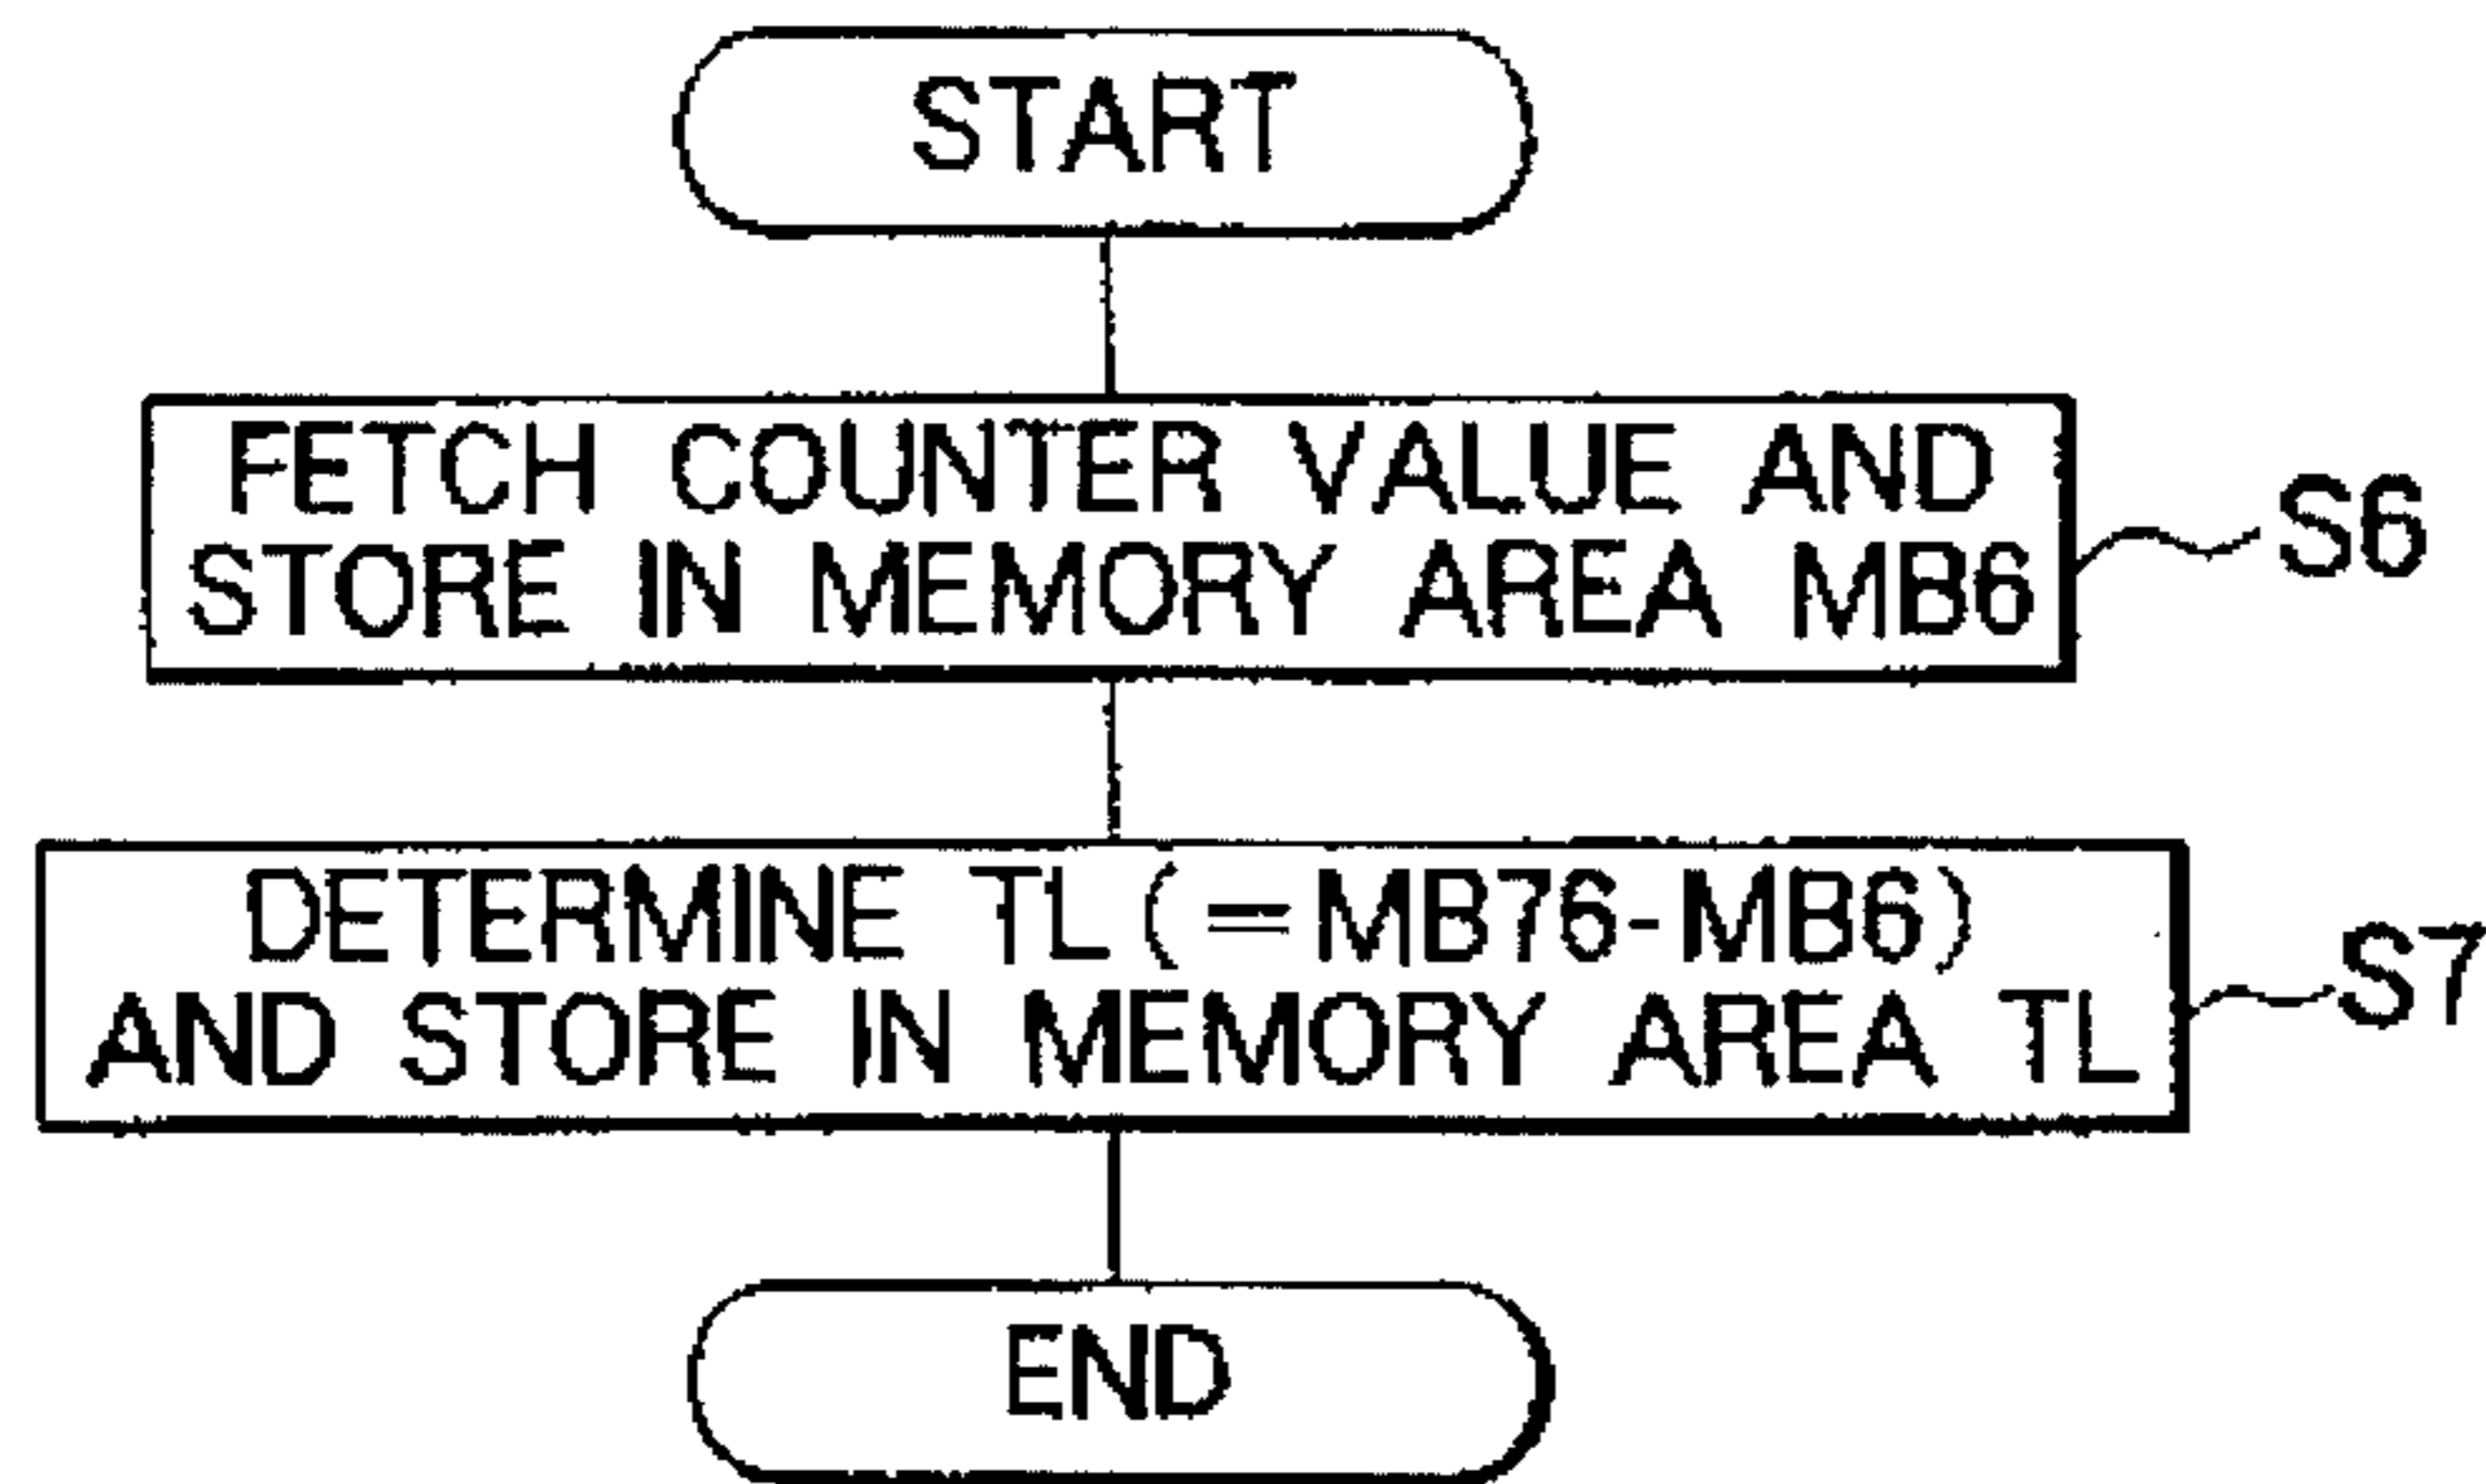 START
FETCH COUNTER VALUE AND
STORE IN MEMORY AREA MB6
S6
DETERMINE TL (=MB76-MB6)
AND STORE IN MEMORY AREA TL
S7
END